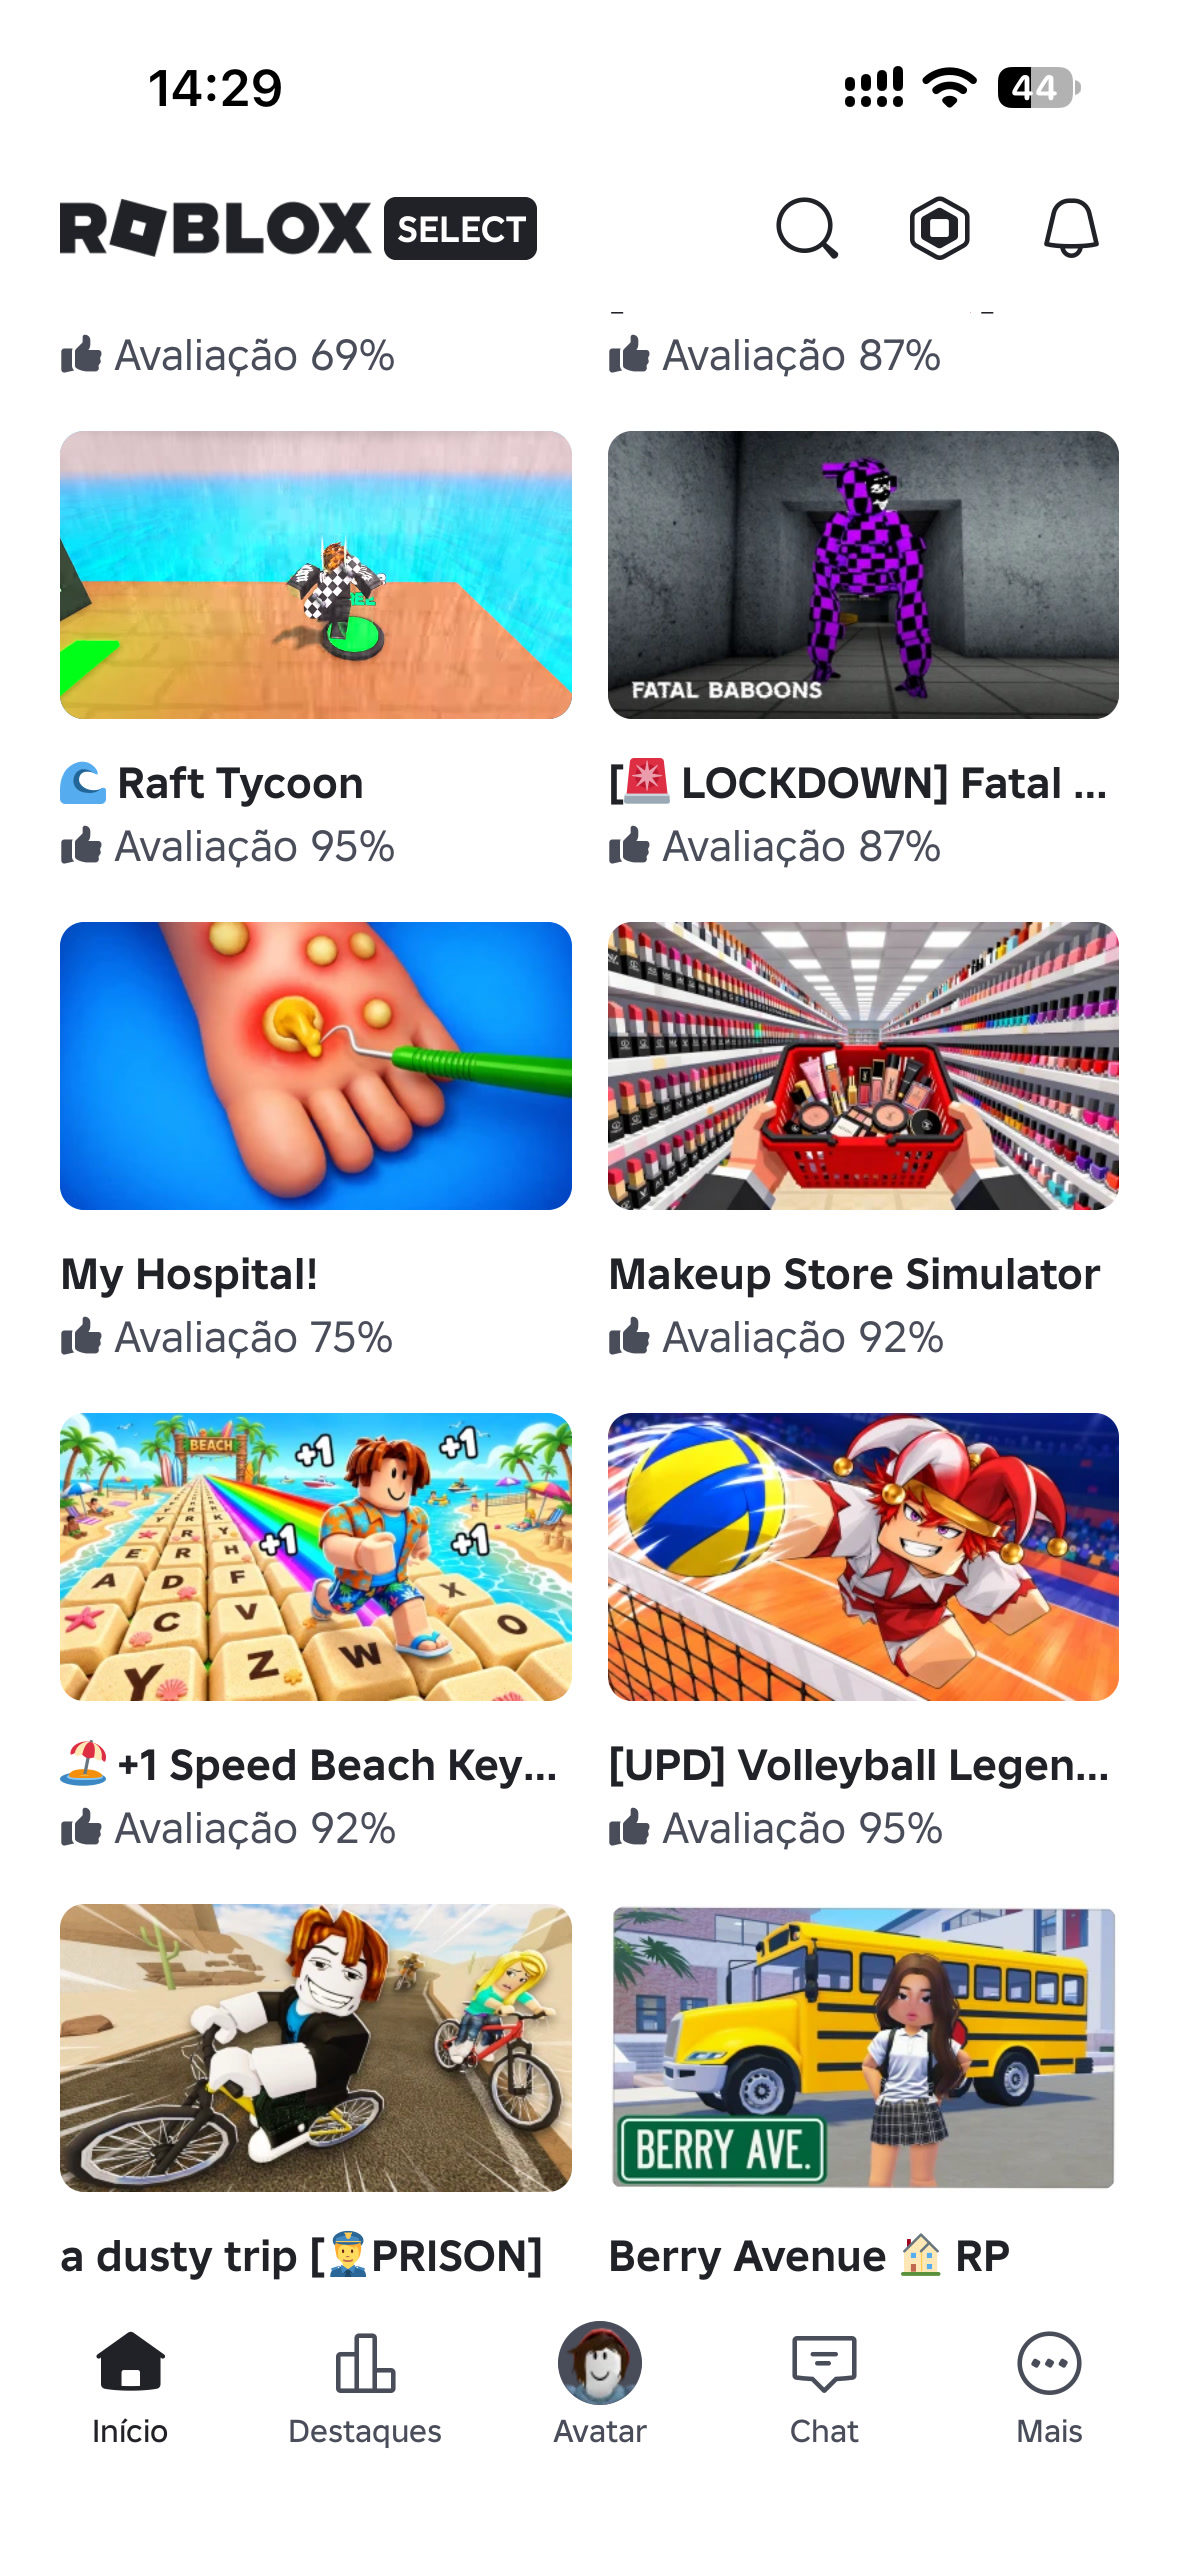 14:29
44
ROBLOX SELECT
Avaliação 69%
Avaliação 87%
FATAL BABOONS
🌊 Raft Tycoon
[🚨 LOCKDOWN] Fatal ...
Avaliação 95%
Avaliação 87%
My Hospital!
Makeup Store Simulator
Avaliação 75%
Avaliação 92%
BEACH
+1
+1
+1
+1
E R H
A D F
C V X
Y Z W O
🏖️ +1 Speed Beach Key...
[UPD] Volleyball Legen...
Avaliação 92%
Avaliação 95%
BERRY AVE.
a dusty trip [👮PRISON]
Berry Avenue 🏠 RP
Início
Destaques
Avatar
Chat
Mais